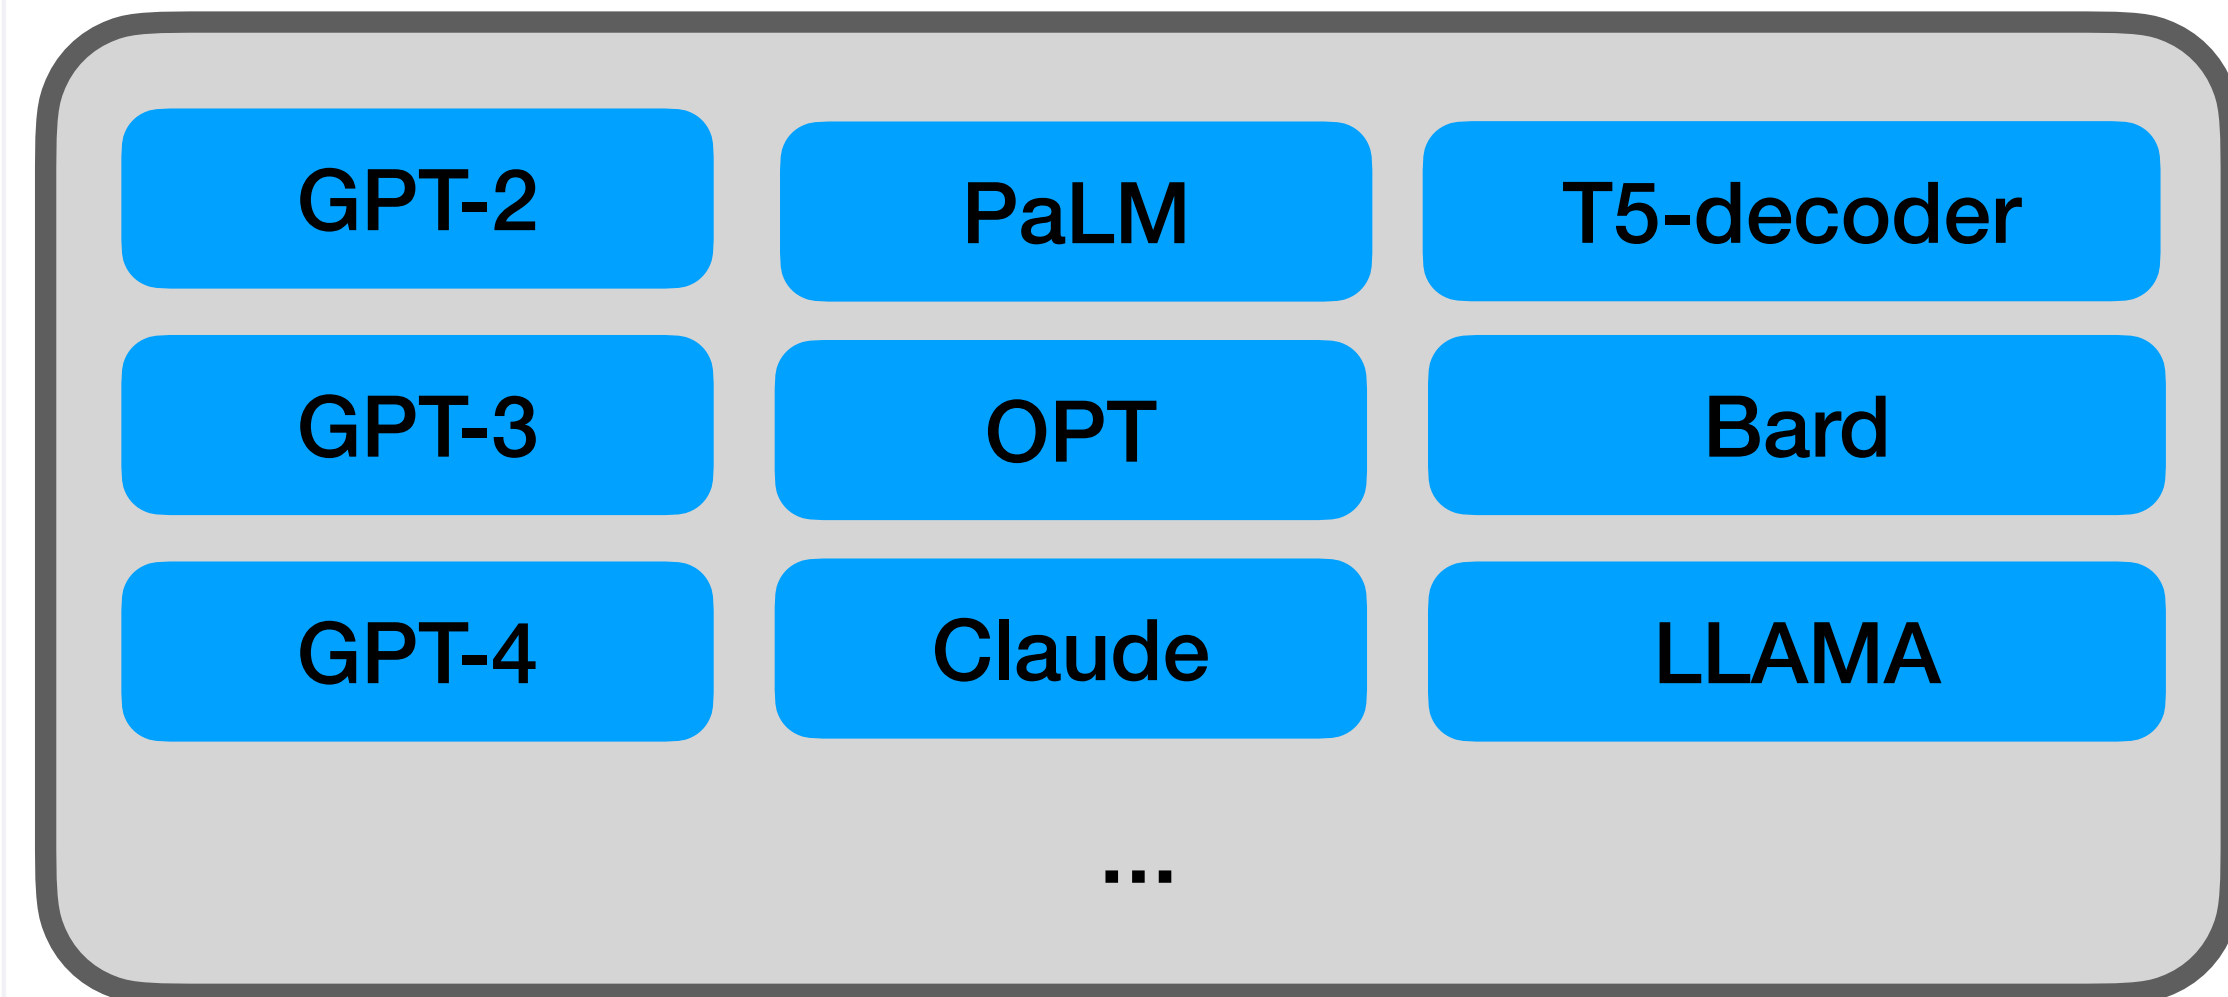 GPT-2
PaLM
T5-decoder
GPT-3
OPT
Bard
GPT-4
Claude
LLAMA
...